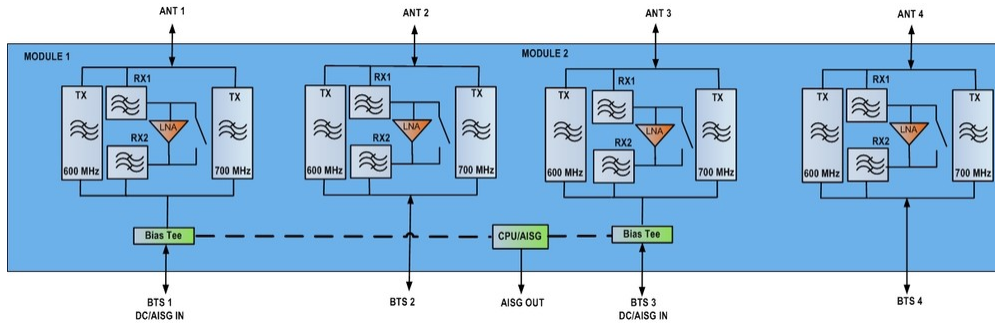 ANT 1
ANT 2
ANT 3
ANT 4
MODULE 1
MODULE 2
TX
RX1
LNA
RX2
600 MHz
700 MHz
TX
TX
RX1
LNA
RX2
600 MHz
700 MHz
TX
TX
RX1
LNA
RX2
600 MHz
700 MHz
TX
TX
RX1
LNA
RX2
600 MHz
700 MHz
TX
Bias Tee
CPU/AISG
Bias Tee
BTS 1
DC/AISG IN
BTS 2
AISG OUT
BTS 3
DC/AISG IN
BTS 4